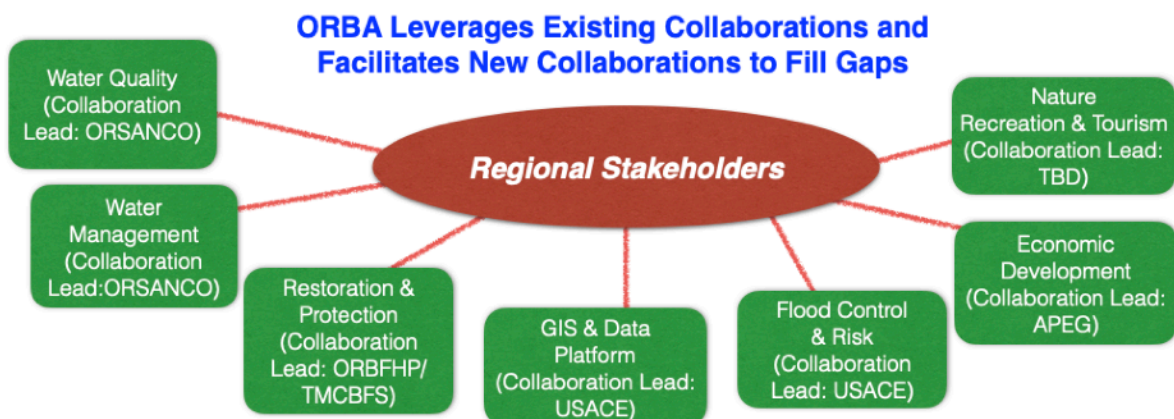 ORBA Leverages Existing Collaborations and
Facilitates New Collaborations to Fill Gaps
Water Quality
(Collaboration
Lead: ORSANCO)
Water
Management
(Collaboration
Lead:ORSANCO)
Restoration &
Protection
(Collaboration
Lead: ORBFHP/
TMCBFS)
Regional Stakeholders
GIS & Data
Platform
(Collaboration Lead:
USACE)
Flood Control
& Risk
(Collaboration
Lead: USACE)
Nature
Recreation & Tourism
(Collaboration Lead:
TBD)
Economic
Development
(Collaboration Lead:
APEG)